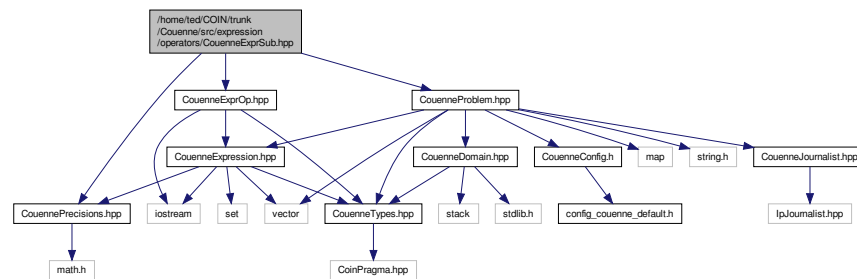 /home/ted/COIN/trunk
/Couenne/src/expression
/operators/CouenneExprSub.hpp
CouenneExprOp.hpp
CouenneProblem.hpp
CouenneExpression.hpp
CouenneDomain.hpp
CouenneConfig.h
map
string.h
CouenneJournalist.hpp
CouennePrecisions.hpp
iostream
set
vector
CouenneTypes.hpp
stack
stdlib.h
config_couenne_default.h
IpJournalist.hpp
math.h
CoinPragma.hpp